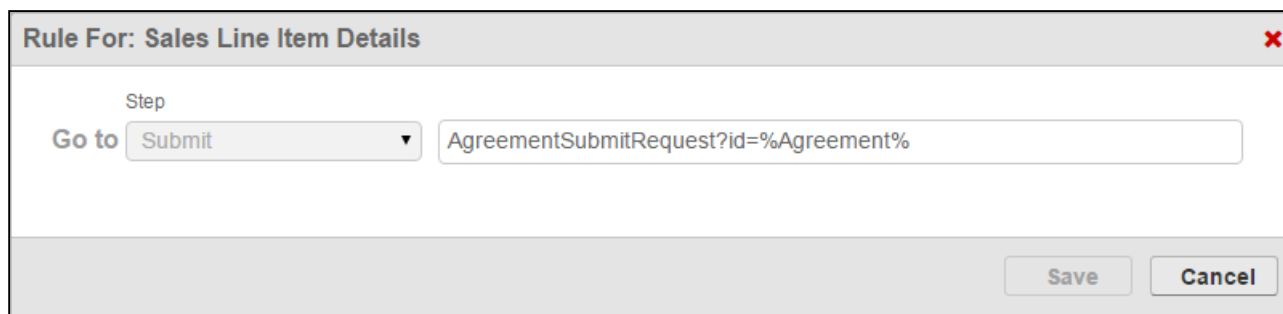 Rule For: Sales Line Item Details
Step
Go to Submit AgreementSubmitRequest?id=%Agreement%
Save Cancel